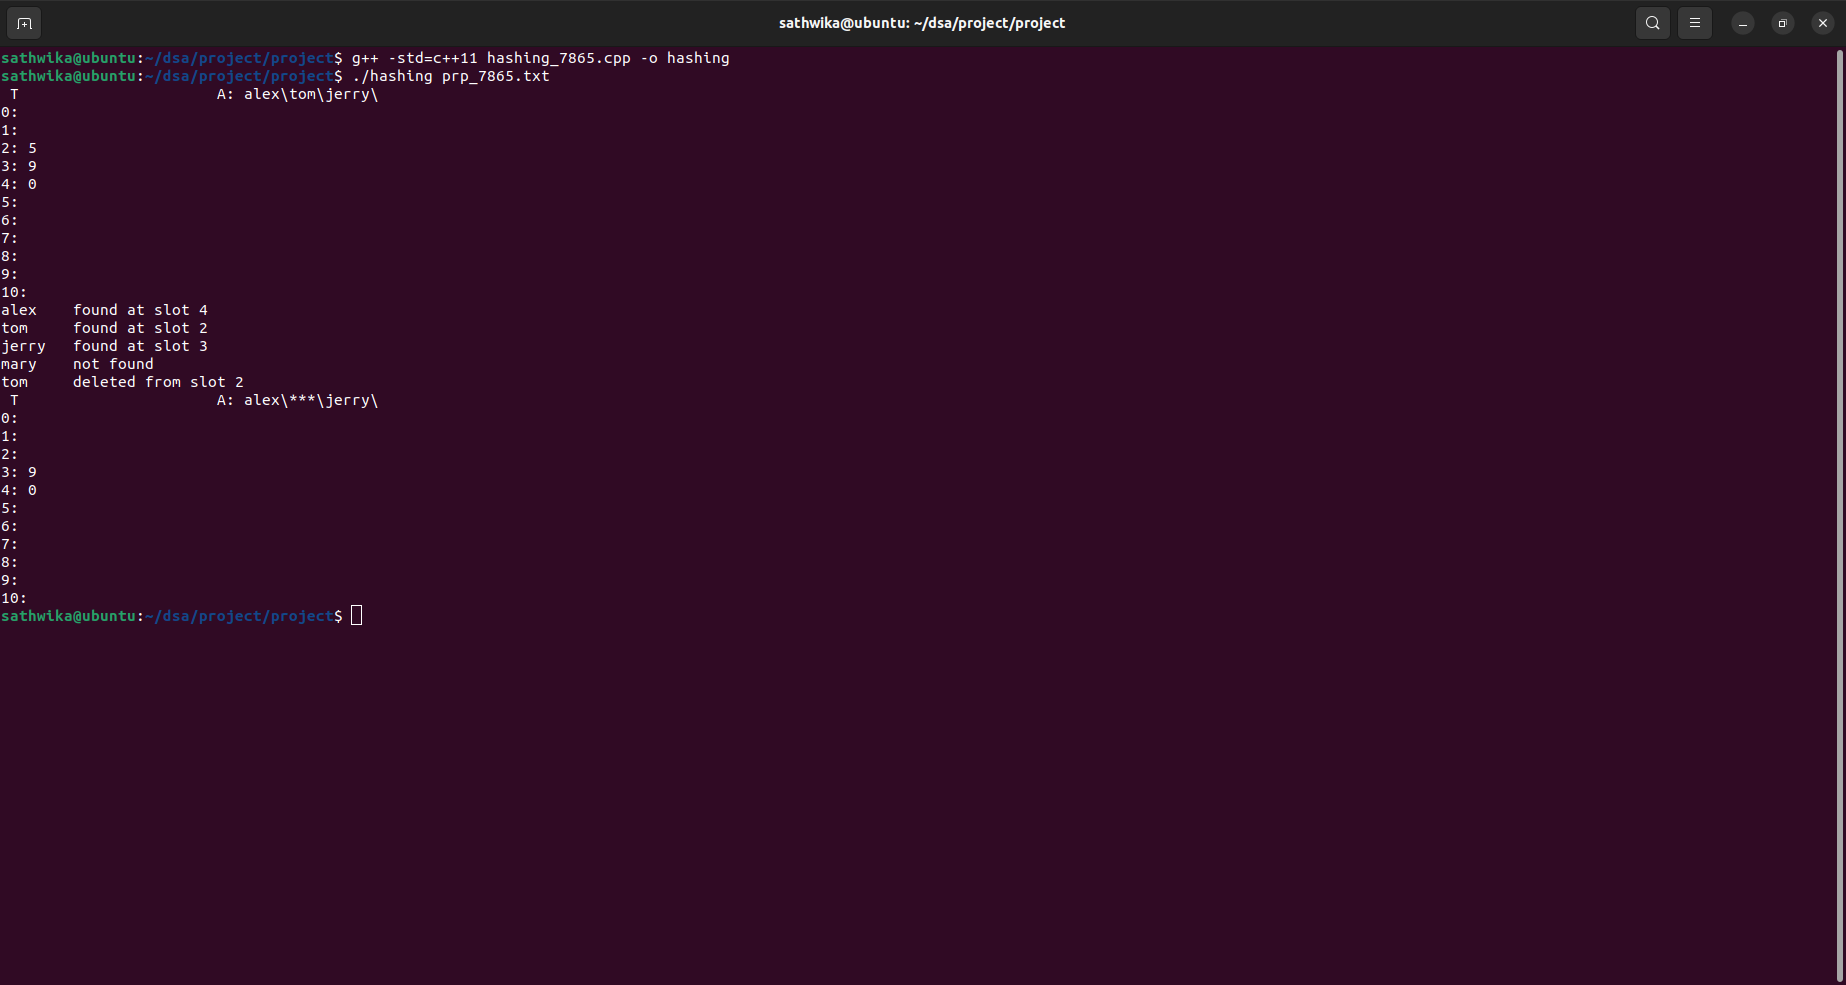 sathwika@ubuntu: ~/dsa/project/project
sathwika@ubuntu:~/dsa/project/project$ g++ -std=c++11 hashing_7865.cpp -o hashing
sathwika@ubuntu:~/dsa/project/project$ ./hashing prp_7865.txt
 T                      A: alex\tom\jerry\
0:
1:
2: 5
3: 9
4: 0
5:
6:
7:
8:
9:
10:
alex    found at slot 4
tom     found at slot 2
jerry   found at slot 3
mary    not found
tom     deleted from slot 2
 T                      A: alex\***\jerry\
0:
1:
2:
3: 9
4: 0
5:
6:
7:
8:
9:
10:
sathwika@ubuntu:~/dsa/project/project$